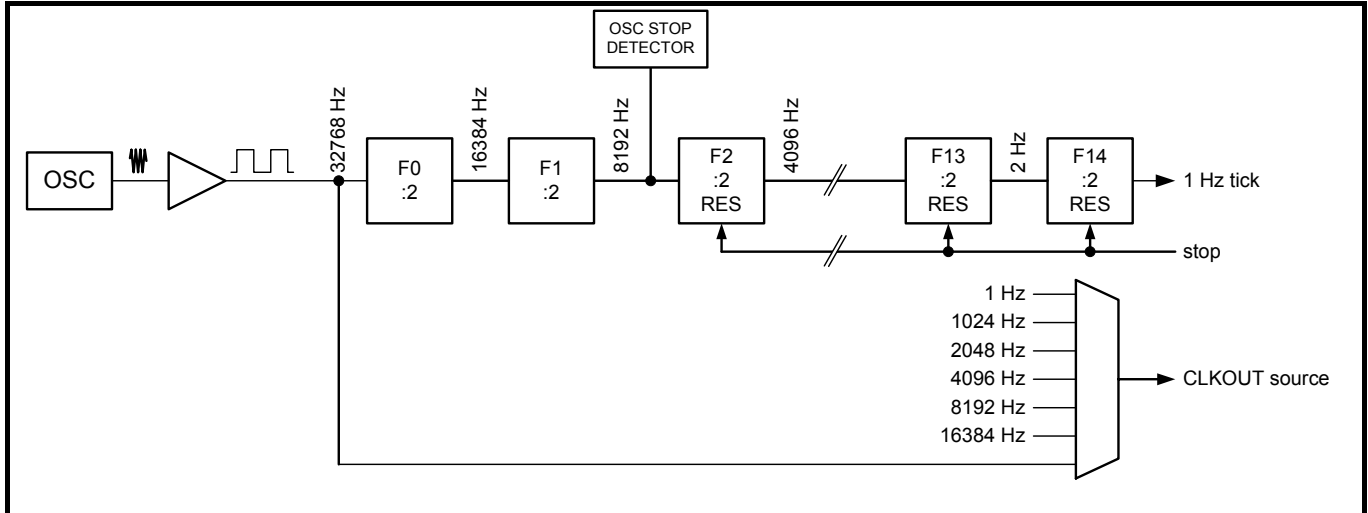 OSC STOP
DETECTOR
32768 Hz
16384 Hz
8192 Hz
4096 Hz
2 Hz
OSC
F0
:2
F1
:2
F2
:2
RES
F13
:2
RES
F14
:2
RES
1 Hz tick
stop
1 Hz
1024 Hz
2048 Hz
4096 Hz
8192 Hz
16384 Hz
CLKOUT source